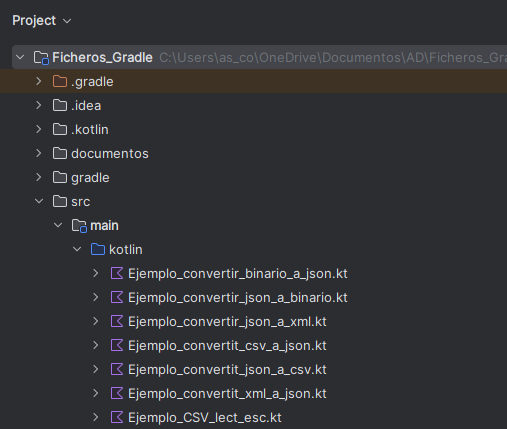 Project
Ficheros_Gradle C:\Users\as_co\OneDrive\Documentos\AD\Ficheros_Gra
.gradle
.idea
.kotlin
documentos
gradle
src
main
kotlin
Ejemplo_convertir_binario_a_json.kt
Ejemplo_convertir_json_a_binario.kt
Ejemplo_convertir_json_a_xml.kt
Ejemplo_convertit_csv_a_json.kt
Ejemplo_convertit_json_a_csv.kt
Ejemplo_convertit_xml_a_json.kt
Ejemplo_CSV_lect_esc.kt